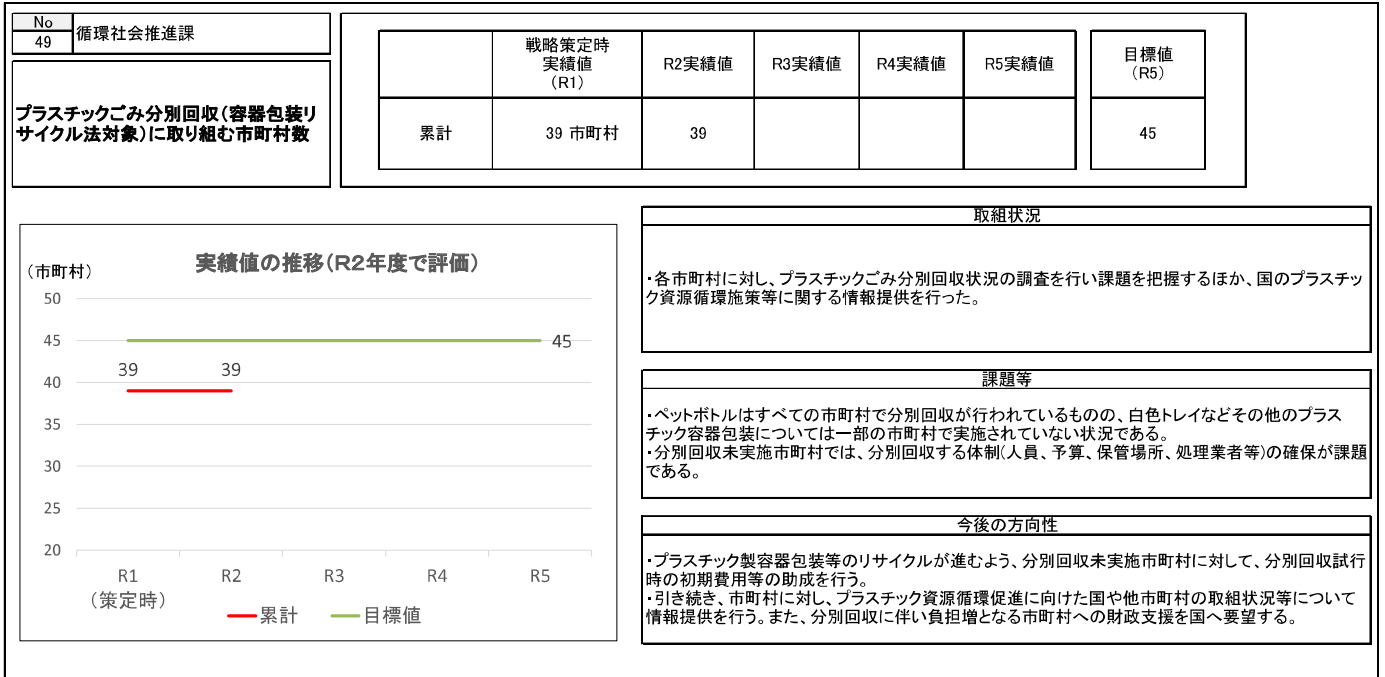 No
49
循環社会推進課
プラスチックごみ分別回収（容器包装リ
サイクル法対象）に取り組む市町村数
戦略策定時
実績値
（R1）
R2実績値
R3実績値
R4実績値
R5実績値
目標値
（R5）
累計
39 市町村
39
45
実績値の推移（R2年度で評価）
（市町村）
50
45
40
35
30
25
20
39
39
45
R1
（策定時）
R2
R3
R4
R5
累計
目標値
取組状況
・各市町村に対し、プラスチックごみ分別回収状況の調査を行い課題を把握するほか、国のプラスチッ
ク資源循環施策等に関する情報提供を行った。
課題等
・ペットボトルはすべての市町村で分別回収が行われているものの、白色トレイなどその他のプラス
チック容器包装については一部の市町村で実施されていない状況である。
・分別回収未実施市町村では、分別回収する体制(人員、予算、保管場所、処理業者等)の確保が課題
である。
今後の方向性
・プラスチック製容器包装等のリサイクルが進むよう、分別回収未実施市町村に対して、分別回収試行
時の初期費用等の助成を行う。
・引き続き、市町村に対し、プラスチック資源循環促進に向けた国や他市町村の取組状況等について
情報提供を行う。また、分別回収に伴い負担増となる市町村への財政支援を国へ要望する。